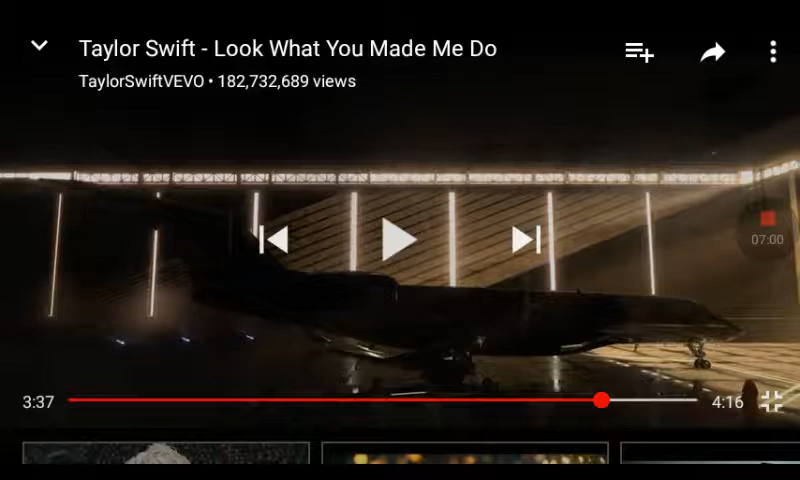 Taylor Swift - Look What You Made Me Do
TaylorSwiftVEVO • 182,732,689 views
07:00
3:37
4:16